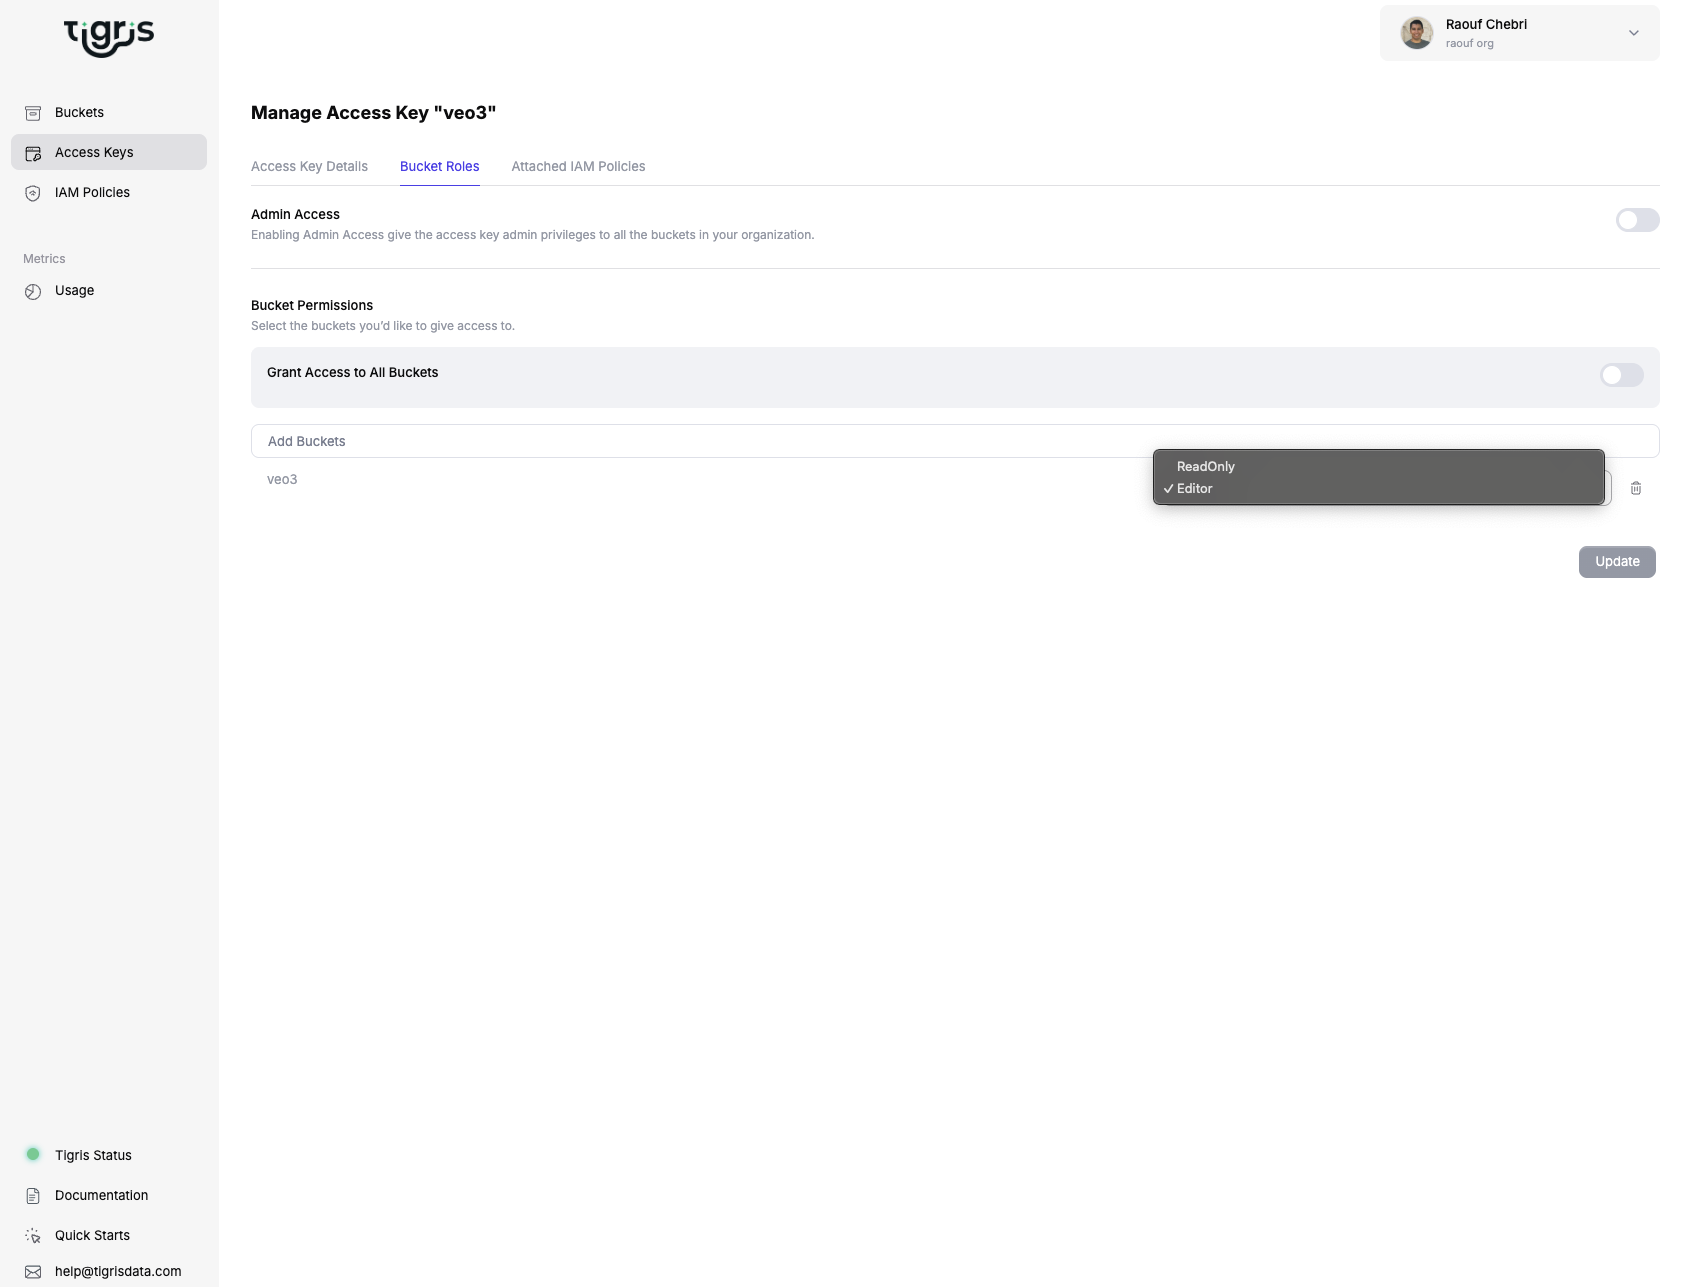 tigris
Raouf Chebri
raouf org
Buckets
Access Keys
IAM Policies
Metrics
Usage
Manage Access Key "veo3"
Access Key Details
Bucket Roles
Attached IAM Policies
Admin Access
Enabling Admin Access give the access key admin privileges to all the buckets in your organization.
Bucket Permissions
Select the buckets you'd like to give access to.
Grant Access to All Buckets
Add Buckets
veo3
ReadOnly
✓ Editor
Update
Tigris Status
Documentation
Quick Starts
help@tigrisdata.com